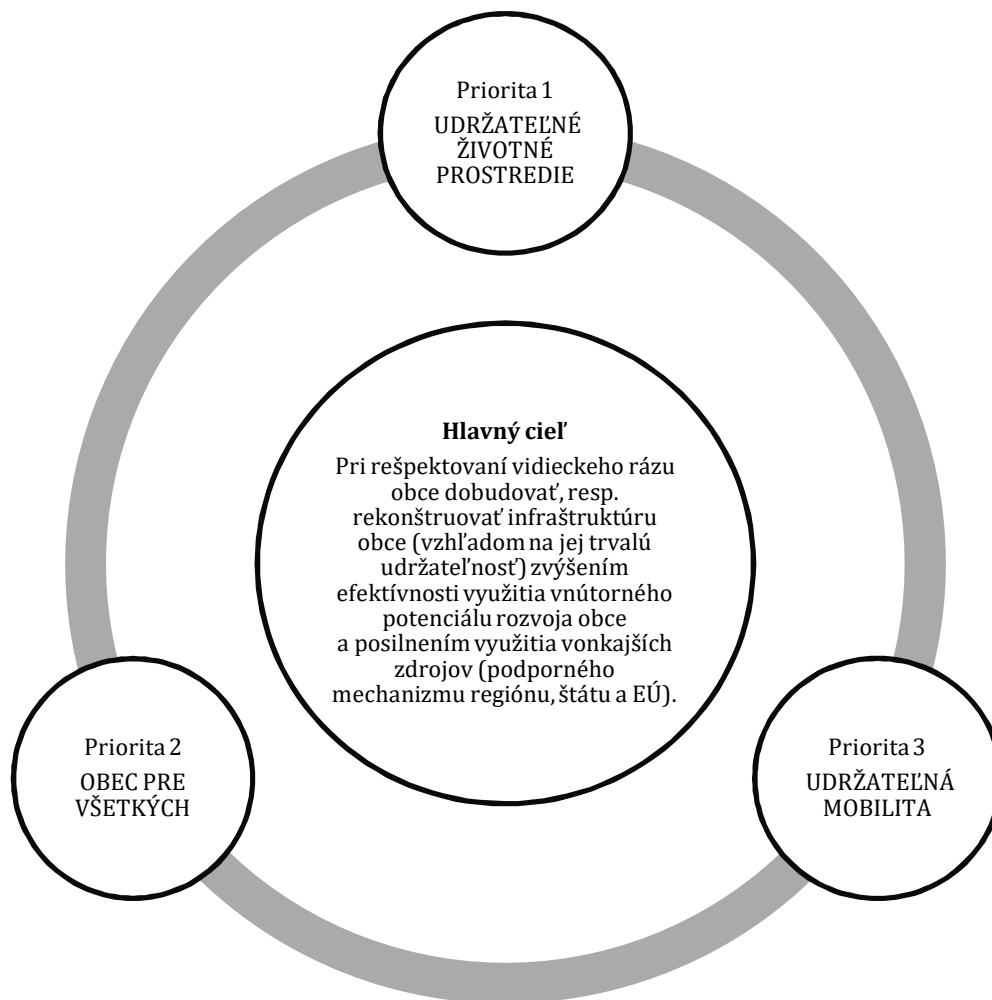 Priorita 1
UDRŽATEĽNÉ
ŽIVOTNÉ
PROSTREDIE
Hlavný cieľ
Pri rešpektovaní vidieckeho rázu
obce dobudovať, resp.
rekonštruovať infraštruktúru
obce (vzhľadom na jej trvalú
udržateľnosť) zvýšením
efektívnosti využitia vnútorného
potenciálu rozvoja obce
a posilnením využitia vonkajších
zdrojov (podporného
mechanizmu regiónu, štátu a EÚ).
Priorita 2
OBEC PRE
VŠETKÝCH
Priorita 3
UDRŽATEĽNÁ
MOBILITA